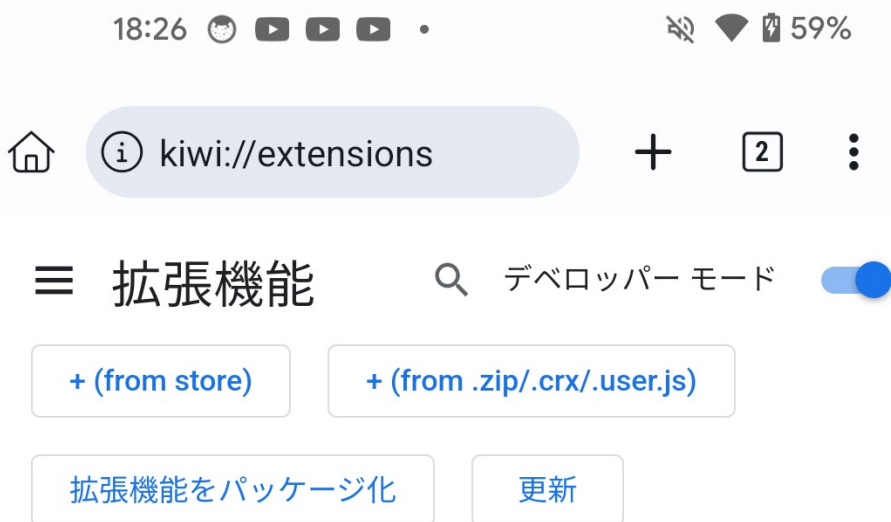 18:26 59%
kiwi://extensions 2
拡張機能 デベロッパー モード
+ (from store) + (from .zip/.crx/.user.js)
拡張機能をパッケージ化 更新